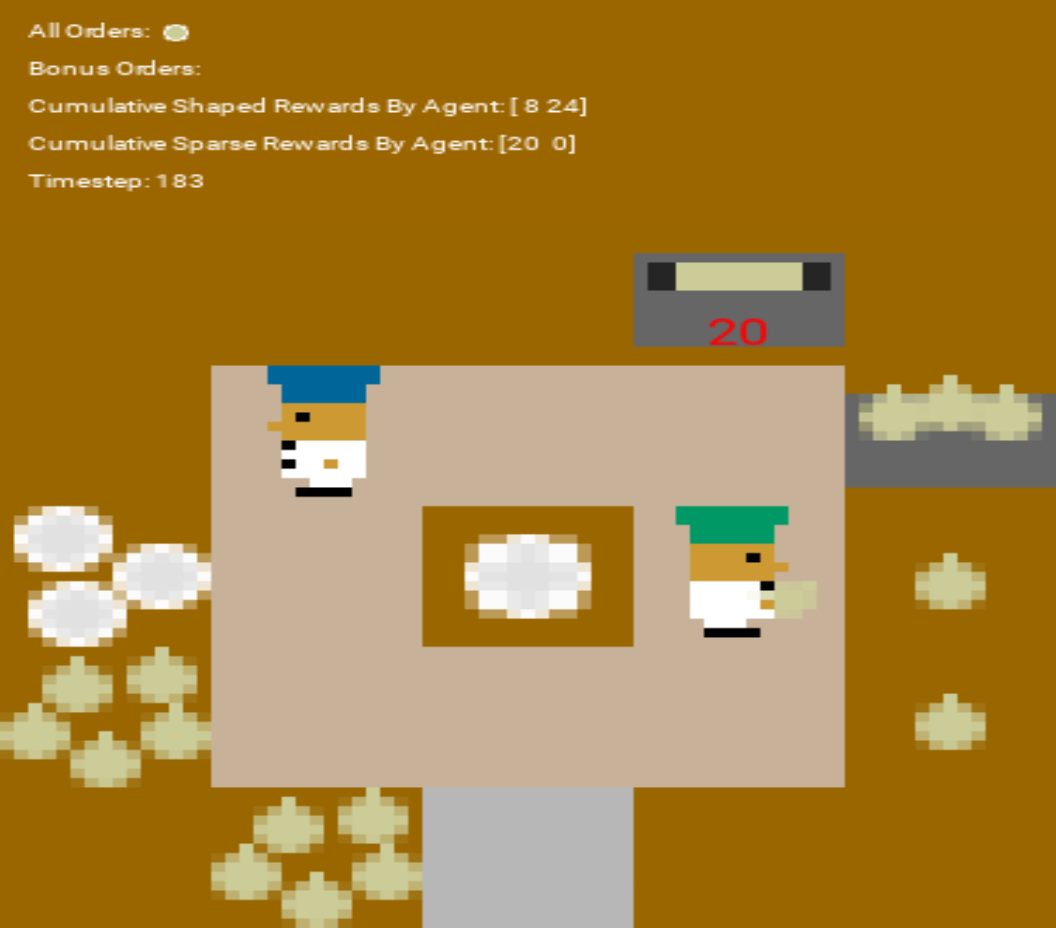 All Orders:
Bonus Orders:
Cumulative Shaped Rewards By Agent: [ 8 24]
Cumulative Sparse Rewards By Agent: [20  0]
Timestep: 183
20